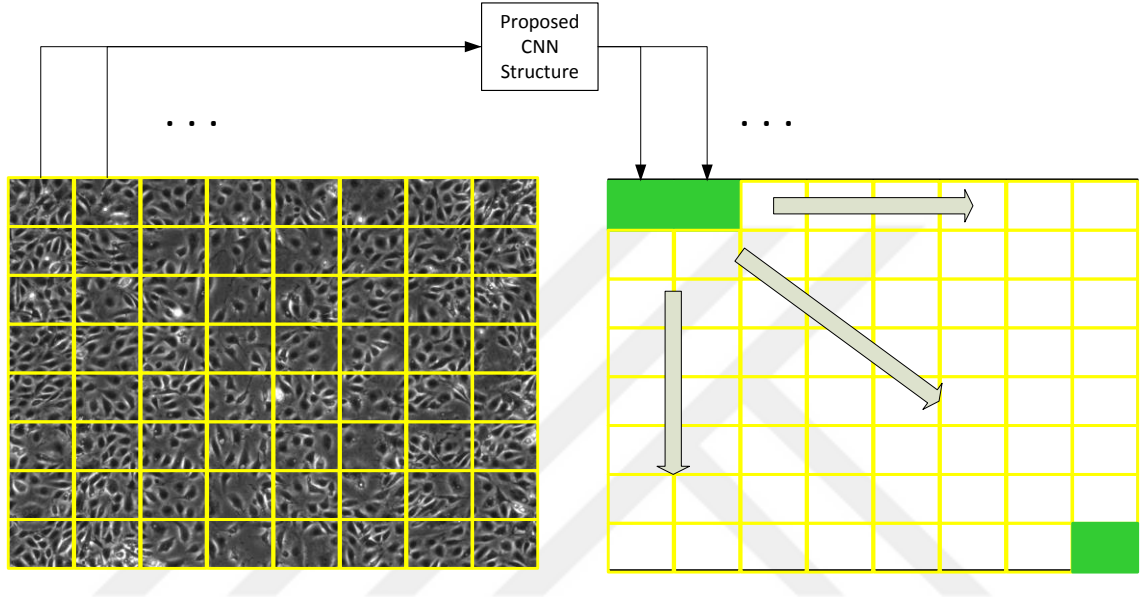 Proposed
CNN
Structure
. . .
. . .